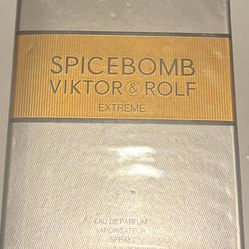 SPICEBOMB
VIKTOR & ROLF
EXTREME
EAU DE PARFUM
VAPORISATEUR
SPRAY